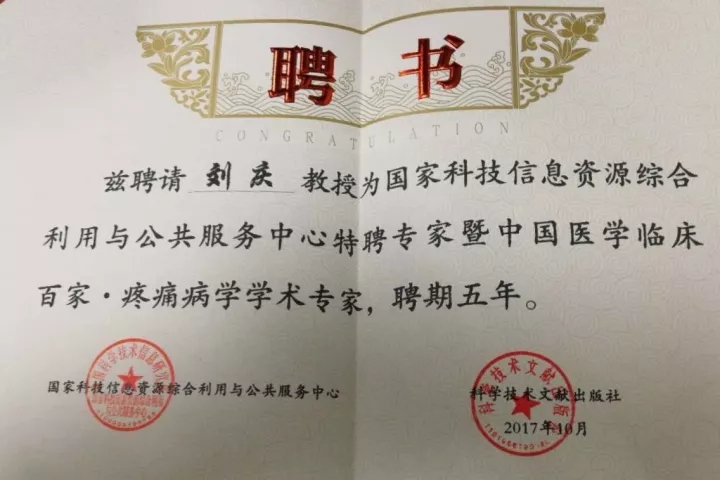 聘书
CONGRATULATION
兹聘请 刘庆 教授为国家科技信息资源综合
利用与公共服务中心特聘专家暨中国医学临床
百家·疼痛病学学术专家，聘期五年。
国家科技信息资源综合利用与公共服务中心
科学技术文献出版社
2017年10月